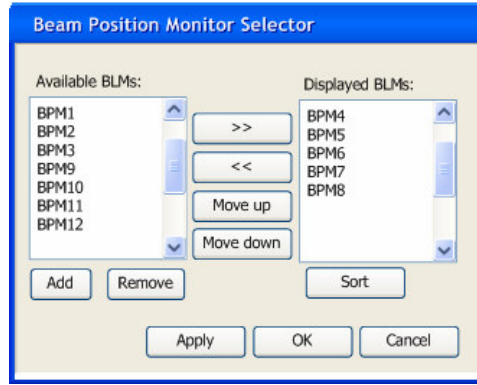 Beam Position Monitor Selector
Available BLMs:
BPM1
BPM2
BPM3
BPM9
BPM10
BPM11
BPM12
>>
<<
Move up
Move down
Displayed BLMs:
BPM4
BPM5
BPM6
BPM7
BPM8
Add
Remove
Sort
Apply
OK
Cancel